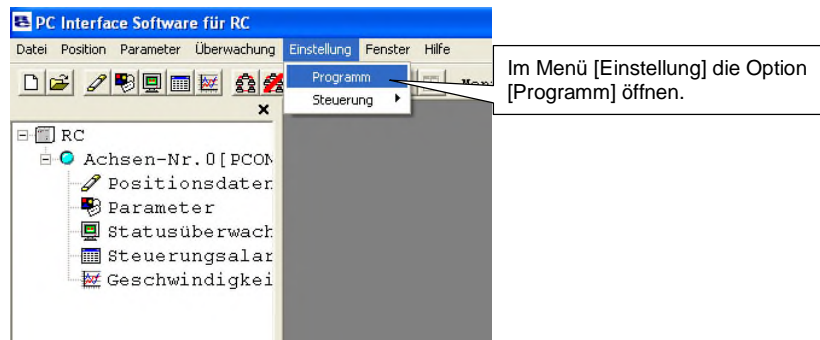 PC Interface Software für RC
Datei Position Parameter Überwachung Einstellung Fenster Hilfe
Programm
Steuerung
Im Menü [Einstellung] die Option
[Programm] öffnen.
RC
Achsen-Nr.0[PCON
Positionsdaten
Parameter
Statusüberwach
Steuerungsalar
Geschwindigkei